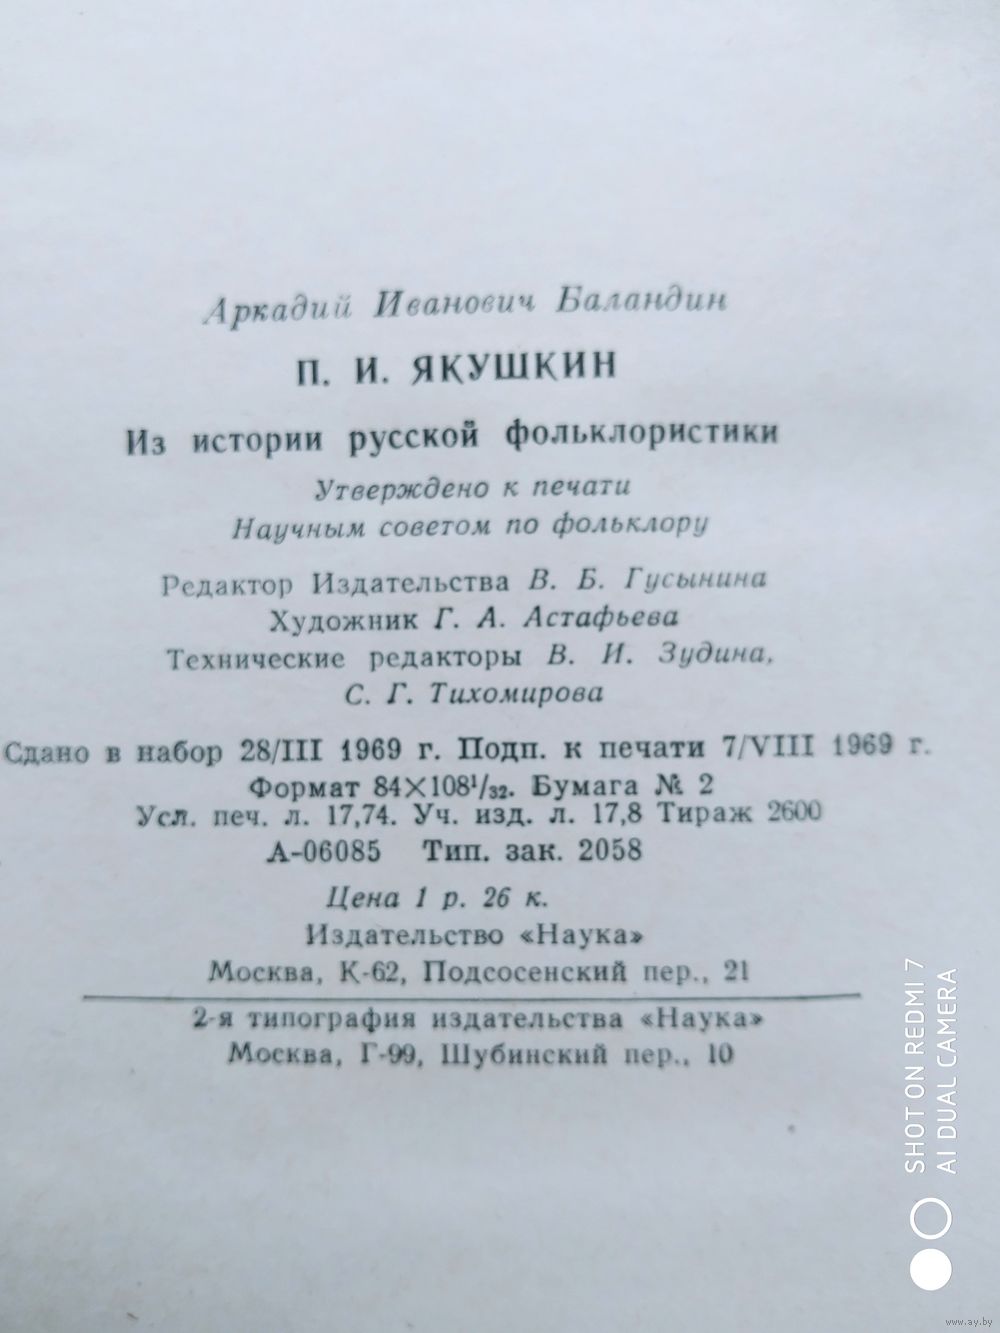 Аркадий Иванович Баландин
П. И. ЯКУШКИН
Из истории русской фольклористики
Утверждено к печати
Научным советом по фольклору
Редактор Издательства В. Б. Гусынина
Художник Г. А. Астафьева
Технические редакторы В. И. Зудина,
С. Г. Тихомирова
Сдано в набор 28/III 1969 г. Подп. к печати 7/VIII 1969 г.
Формат 84×108¹/₃₂. Бумага № 2
Усл. печ. л. 17,74. Уч. изд. л. 17,8 Тираж 2600
А-06085 Тип. зак. 2058
Цена 1 р. 26 к.
Издательство «Наука»
Москва, К-62, Подсосенский пер., 21
2-я типография издательства «Наука»
Москва, Г-99, Шубинский пер., 10
SHOT ON REDMI 7
AI DUAL CAMERA
www.ay.by